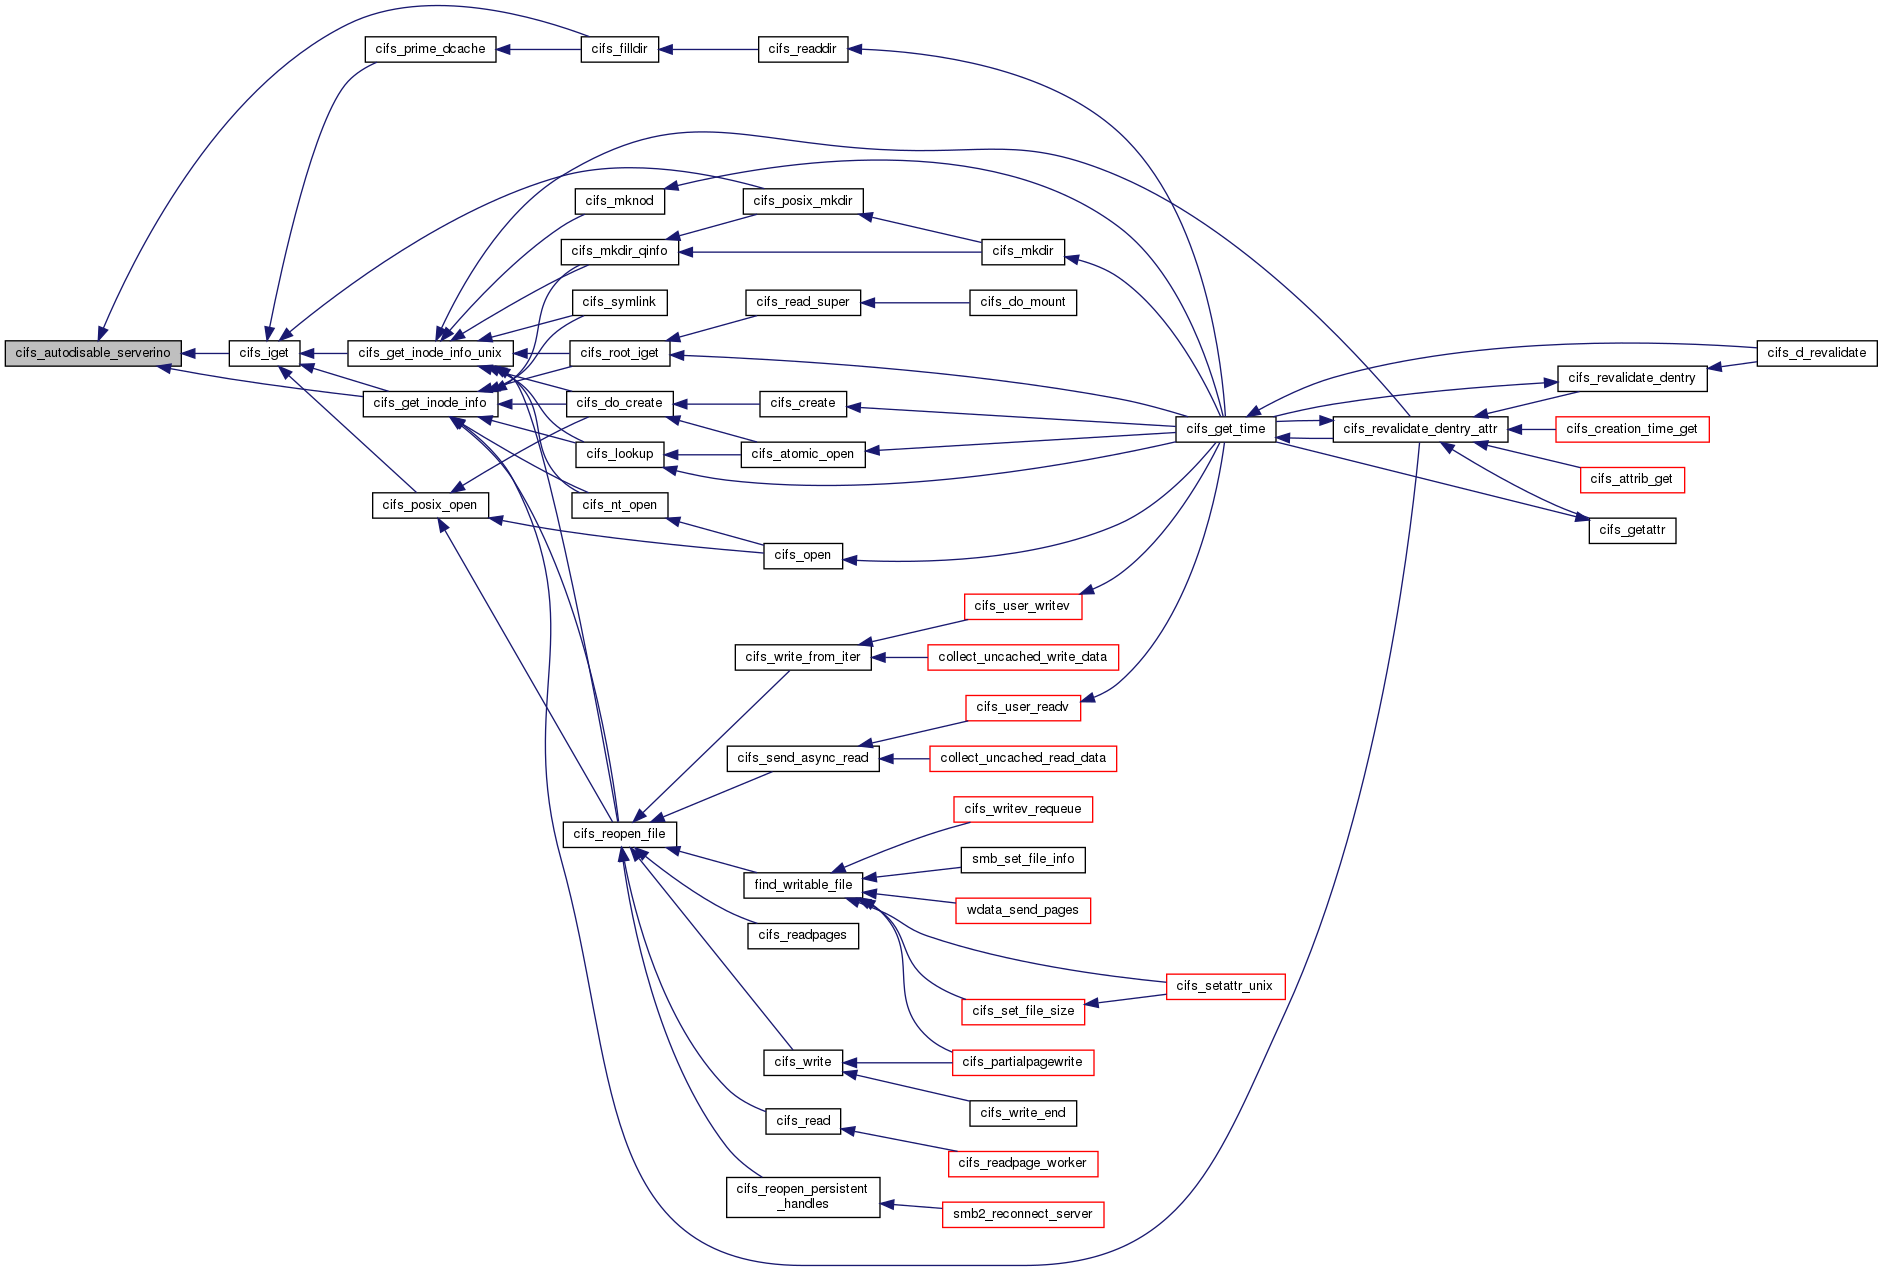 cifs_prime_dcache
cifs_filldir
cifs_readdir
cifs_mknod
cifs_posix_mkdir
cifs_mkdir_qinfo
cifs_mkdir
cifs_symlink
cifs_read_super
cifs_do_mount
cifs_autodisable_serverino
cifs_iget
cifs_get_inode_info_unix
cifs_root_iget
cifs_d_revalidate
cifs_revalidate_dentry
cifs_get_inode_info
cifs_do_create
cifs_create
cifs_get_time
cifs_revalidate_dentry_attr
cifs_creation_time_get
cifs_lookup
cifs_atomic_open
cifs_attrib_get
cifs_posix_open
cifs_nt_open
cifs_getattr
cifs_open
cifs_user_writev
cifs_write_from_iter
collect_uncached_write_data
cifs_user_readv
cifs_send_async_read
collect_uncached_read_data
cifs_writev_requeue
cifs_reopen_file
smb_set_file_info
find_writable_file
wdata_send_pages
cifs_readpages
cifs_setattr_unix
cifs_set_file_size
cifs_write
cifs_partialpagewrite
cifs_write_end
cifs_read
cifs_readpage_worker
cifs_reopen_persistent
_handles
smb2_reconnect_server